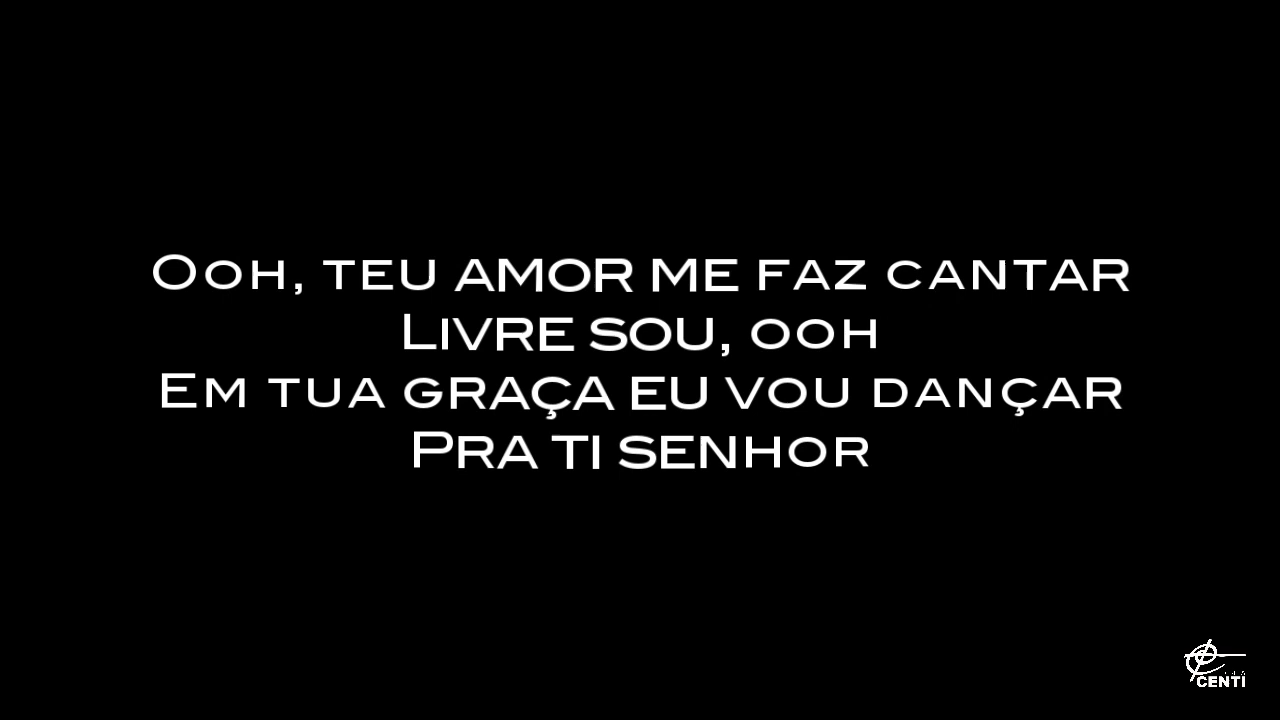 Ooh, teu amor me faz cantar
Livre sou, ooh
Em tua graça eu vou dançar
Pra ti Senhor
CENTI